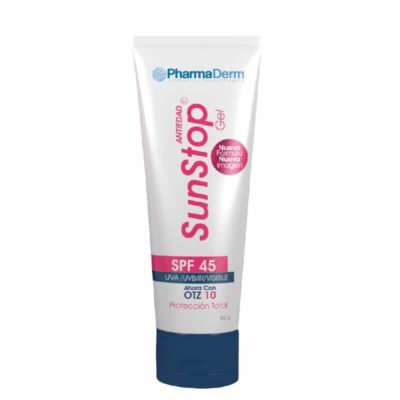 PharmaDerm
ANTIEDAD
SunStop®
Gel
Nueva
Fórmula
Nueva
Imagen
SPF 45
UVA /UVB/IR/VISIBLE
Ahora Con
OTZ 10
Protección Total